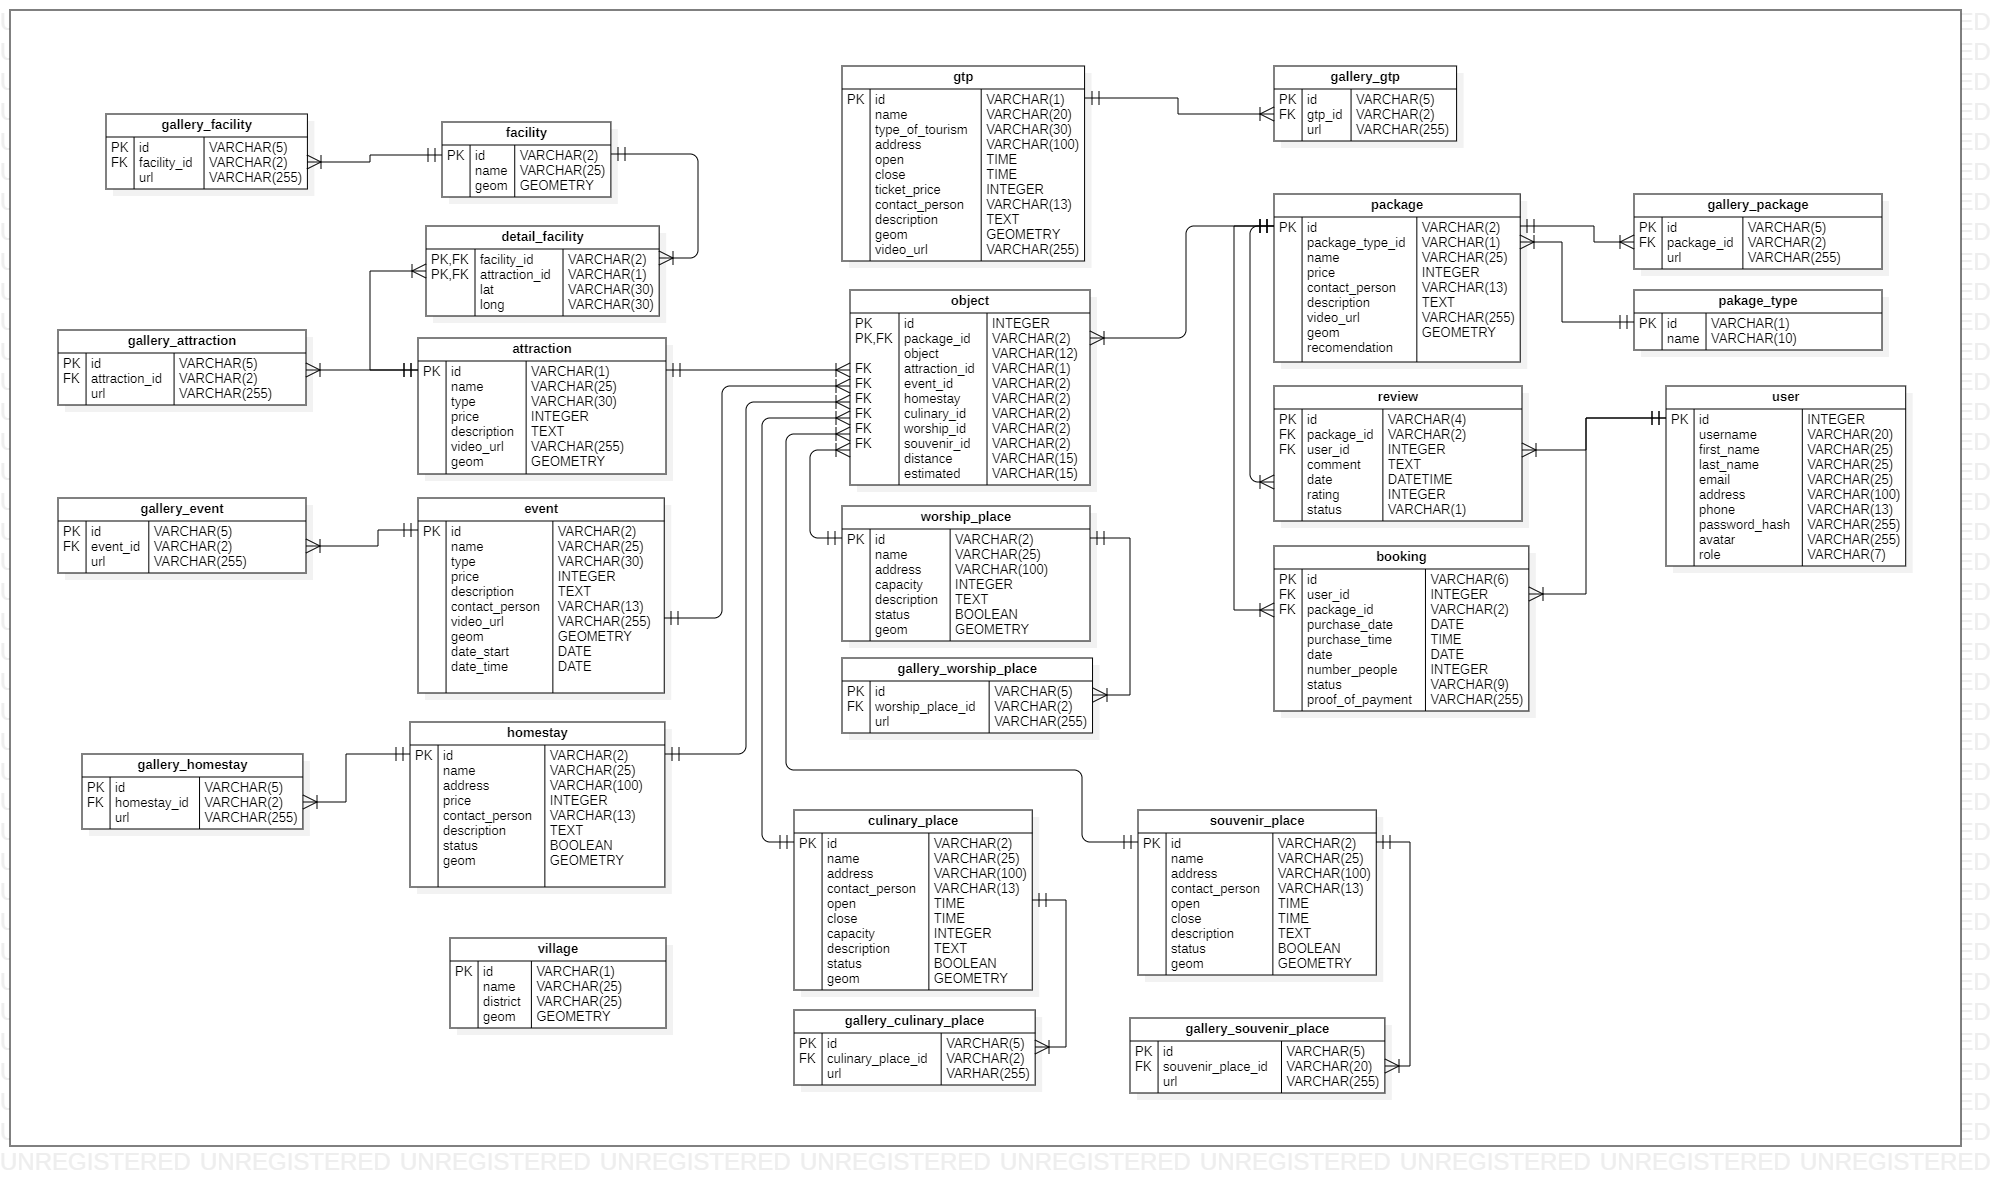 gtp
PK id VARCHAR(1)
name VARCHAR(20)
type_of_tourism VARCHAR(30)
address VARCHAR(100)
open TIME
close TIME
ticket_price INTEGER
contact_person VARCHAR(13)
description TEXT
geom GEOMETRY
video_url VARCHAR(255)
gallery_gtp
PK id VARCHAR(5)
FK gtp_id VARCHAR(2)
url VARCHAR(255)
gallery_facility
PK id VARCHAR(5)
FK facility_id VARCHAR(2)
url VARCHAR(255)
facility
PK id VARCHAR(2)
name VARCHAR(25)
geom GEOMETRY
detail_facility
PK,FK facility_id VARCHAR(2)
PK,FK attraction_id VARCHAR(1)
lat VARCHAR(30)
long VARCHAR(30)
package
PK id VARCHAR(2)
package_type_id VARCHAR(1)
name VARCHAR(25)
price INTEGER
contact_person VARCHAR(13)
description TEXT
video_url VARCHAR(255)
geom GEOMETRY
recomendation
gallery_package
PK id VARCHAR(5)
FK package_id VARCHAR(2)
url VARCHAR(255)
pakage_type
PK id VARCHAR(1)
name VARCHAR(10)
object
PK id INTEGER
PK,FK package_id VARCHAR(2)
object VARCHAR(12)
FK attraction_id VARCHAR(1)
FK event_id VARCHAR(2)
FK homestay VARCHAR(2)
FK culinary_id VARCHAR(2)
FK worship_id VARCHAR(2)
FK souvenir_id VARCHAR(2)
distance VARCHAR(15)
estimated VARCHAR(15)
gallery_attraction
PK id VARCHAR(5)
FK attraction_id VARCHAR(2)
url VARCHAR(255)
attraction
PK id VARCHAR(1)
name VARCHAR(25)
type VARCHAR(30)
price INTEGER
description TEXT
video_url VARCHAR(255)
geom GEOMETRY
review
PK id VARCHAR(4)
FK package_id VARCHAR(2)
FK user_id INTEGER
comment TEXT
date DATETIME
rating INTEGER
status VARCHAR(1)
user
PK id INTEGER
username VARCHAR(20)
first_name VARCHAR(25)
last_name VARCHAR(25)
email VARCHAR(25)
address VARCHAR(100)
phone VARCHAR(13)
password_hash VARCHAR(255)
avatar VARCHAR(255)
role VARCHAR(7)
gallery_event
PK id VARCHAR(5)
FK event_id VARCHAR(2)
url VARCHAR(255)
event
PK id VARCHAR(2)
name VARCHAR(25)
type VARCHAR(30)
price INTEGER
description TEXT
contact_person VARCHAR(13)
video_url VARCHAR(255)
geom GEOMETRY
date_start DATE
date_time DATE
worship_place
PK id VARCHAR(2)
name VARCHAR(25)
address VARCHAR(100)
capacity INTEGER
description TEXT
status BOOLEAN
geom GEOMETRY
booking
PK id VARCHAR(6)
FK user_id INTEGER
FK package_id VARCHAR(2)
purchase_date DATE
purchase_time TIME
date DATE
number_people INTEGER
status VARCHAR(9)
proof_of_payment VARCHAR(255)
gallery_worship_place
PK id VARCHAR(5)
FK worship_place_id VARCHAR(2)
url VARCHAR(255)
gallery_homestay
PK id VARCHAR(5)
FK homestay_id VARCHAR(2)
url VARCHAR(255)
homestay
PK id VARCHAR(2)
name VARCHAR(25)
address VARCHAR(100)
price INTEGER
contact_person VARCHAR(13)
description TEXT
status BOOLEAN
geom GEOMETRY
culinary_place
PK id VARCHAR(2)
name VARCHAR(25)
address VARCHAR(100)
contact_person VARCHAR(13)
open TIME
close TIME
capacity INTEGER
description TEXT
status BOOLEAN
geom GEOMETRY
souvenir_place
PK id VARCHAR(2)
name VARCHAR(25)
address VARCHAR(100)
contact_person VARCHAR(13)
open TIME
close TIME
description TEXT
status BOOLEAN
geom GEOMETRY
village
PK id VARCHAR(1)
name VARCHAR(25)
district VARCHAR(25)
geom GEOMETRY
gallery_culinary_place
PK id VARCHAR(5)
FK culinary_place_id VARCHAR(2)
url VARHAR(255)
gallery_souvenir_place
PK id VARCHAR(5)
FK souvenir_place_id VARCHAR(20)
url VARCHAR(255)
UNREGISTERED UNREGISTERED UNREGISTERED UNREGISTERED UNREGISTERED UNREGISTERED UNREGISTERED UNREGISTERED UNREGISTERED UNREGISTERED